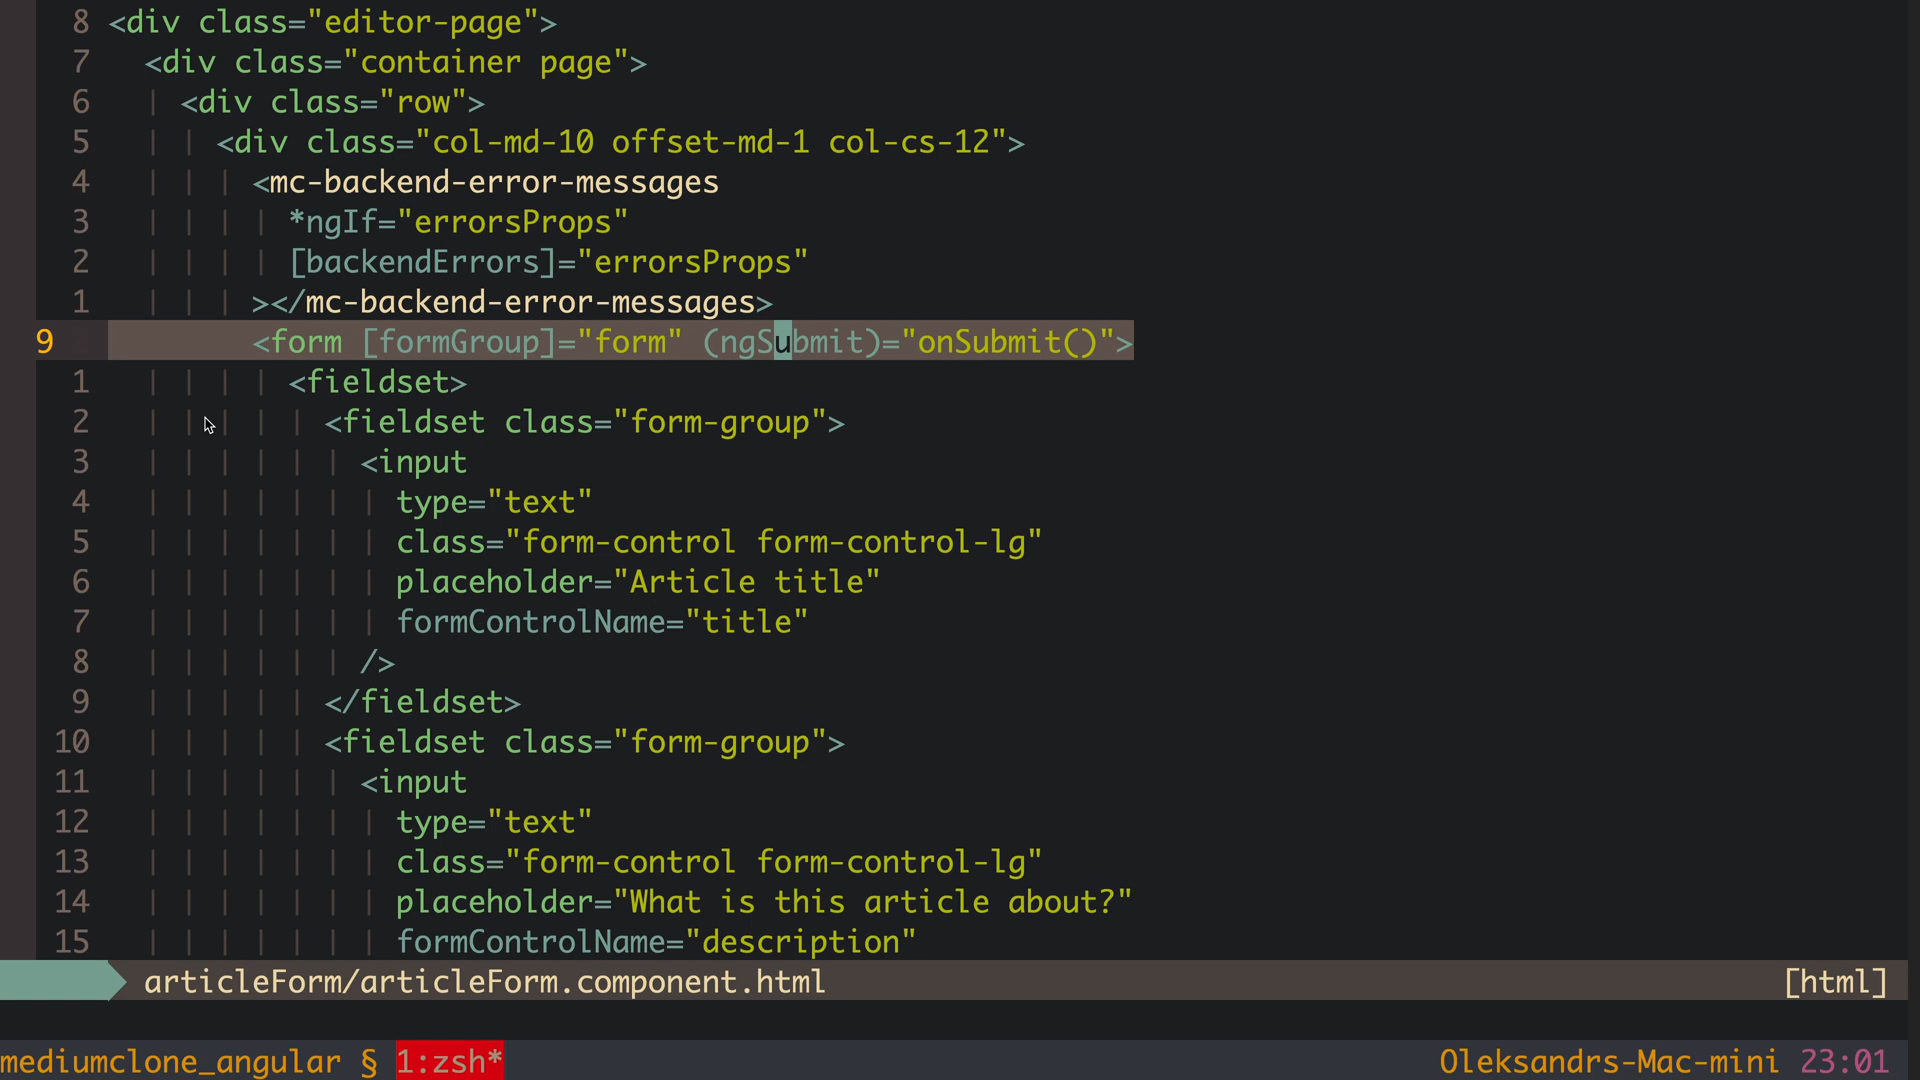 8 <div class="editor-page">
7 <div class="container page">
6 <div class="row">
5 <div class="col-md-10 offset-md-1 col-cs-12">
4 <mc-backend-error-messages
3 *ngIf="errorsProps"
2 [backendErrors]="errorsProps"
1 ></mc-backend-error-messages>
9 <form [formGroup]="form" (ngSubmit)="onSubmit()">
1 <fieldset>
2 <fieldset class="form-group">
3 <input
4 type="text"
5 class="form-control form-control-lg"
6 placeholder="Article title"
7 formControlName="title"
8 />
9 </fieldset>
10 <fieldset class="form-group">
11 <input
12 type="text"
13 class="form-control form-control-lg"
14 placeholder="What is this article about?"
15 formControlName="description"
articleForm/articleForm.component.html [html]
mediumclone_angular § 1:zsh* Oleksandrs-Mac-mini 23:01